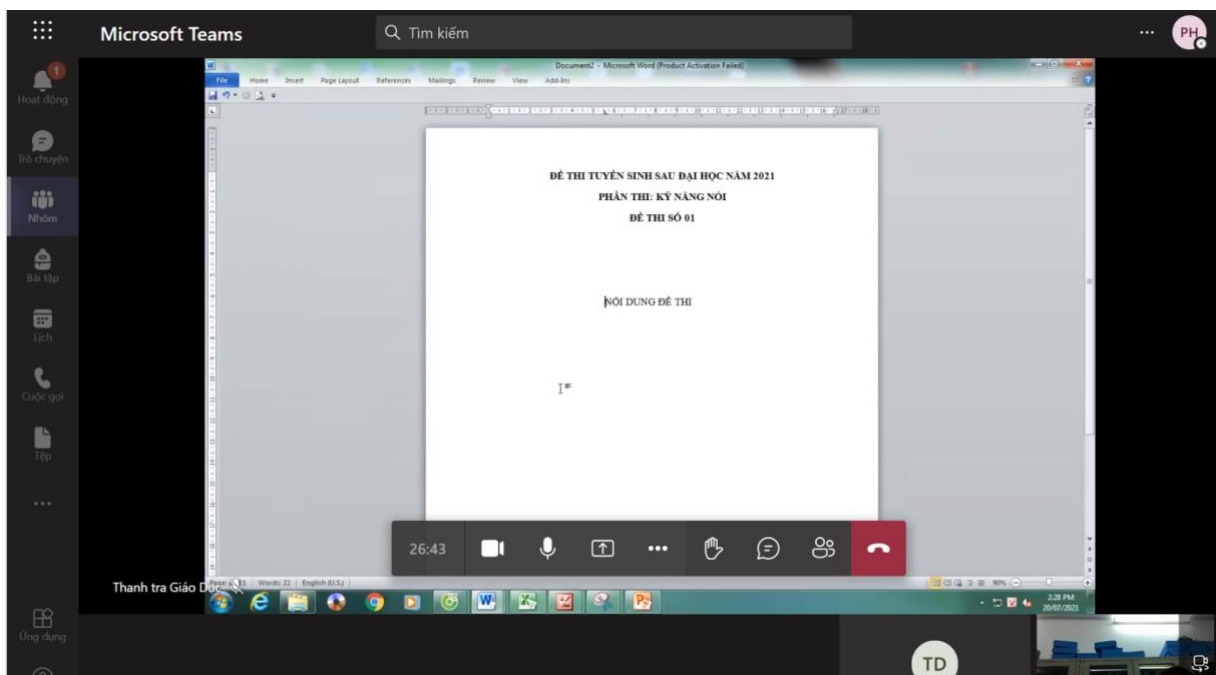 Microsoft Teams
Tìm kiếm
PH
1
Hoạt động
Trò chuyện
Nhóm
Bài tập
Lịch
Cuộc gọi
Tệp
Ứng dụng
Document2 - Microsoft Word (Product Activation Failed)
File Home Insert Page Layout References Mailings Review View Add-Ins
ĐỀ THI TUYỂN SINH SAU ĐẠI HỌC NĂM 2021
PHẦN THI: KỸ NĂNG NÓI
ĐỀ THI SỐ 01
NỘI DUNG ĐỀ THI
26:43
Thanh tra Giáo Dục
Words: 22 English (U.S.)
90%
2:28 PM
20/07/2021
TD